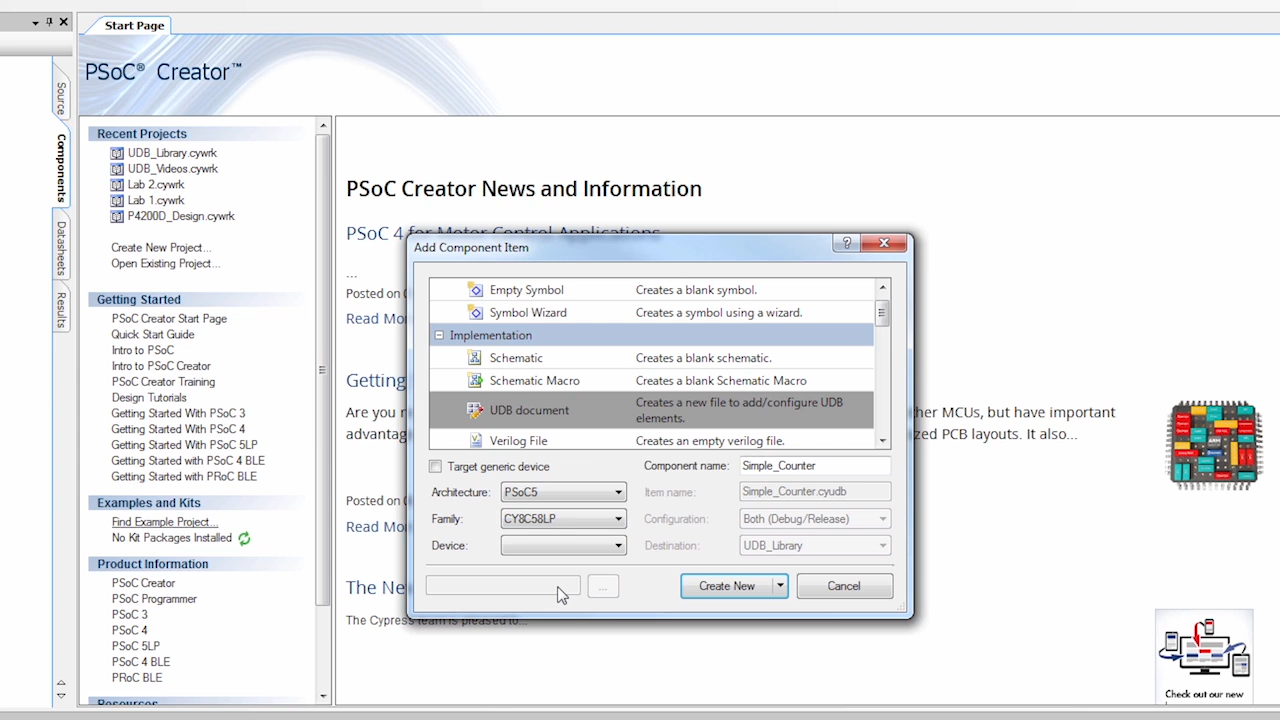 Start Page
Source
Components
Datasheets
Results
PSoC® Creator™
Recent Projects
UDB_Library.cywrk
UDB_Videos.cywrk
Lab 2.cywrk
Lab 1.cywrk
P4200D_Design.cywrk
Create New Project...
Open Existing Project...
Getting Started
PSoC Creator Start Page
Quick Start Guide
Intro to PSoC
Intro to PSoC Creator
PSoC Creator Training
Design Tutorials
Getting Started With PSoC 3
Getting Started With PSoC 4
Getting Started With PSoC 5LP
Getting Started with PSoC 4 BLE
Getting Started with PRoC BLE
Examples and Kits
Find Example Project...
No Kit Packages Installed
Product Information
PSoC Creator
PSoC Programmer
PSoC 3
PSoC 4
PSoC 5LP
PSoC 4 BLE
PRoC BLE
Resources
PSoC Creator News and Information
PSoC 4 for Motor Control Applications
...
Posted on
Read
Getting
Are you
her MCUs, but have important
advantag
zed PCB layouts. It also...
Posted on
Read
The Ne
The Cypress team is pleased to...
Add Component Item
?
Empty Symbol Creates a blank symbol.
Symbol Wizard Creates a symbol using a wizard.
Implementation
Schematic Creates a blank schematic.
Schematic Macro Creates a blank Schematic Macro
UDB document Creates a new file to add/configure UDB
elements.
Verilog File Creates an empty verilog file.
Target generic device Component name: Simple_Counter
Architecture: PSoC5 Item name: Simple_Counter.cyudb
Family: CY8C58LP Configuration: Both (Debug/Release)
Device: Destination: UDB_Library
... Create New Cancel
Check out our new